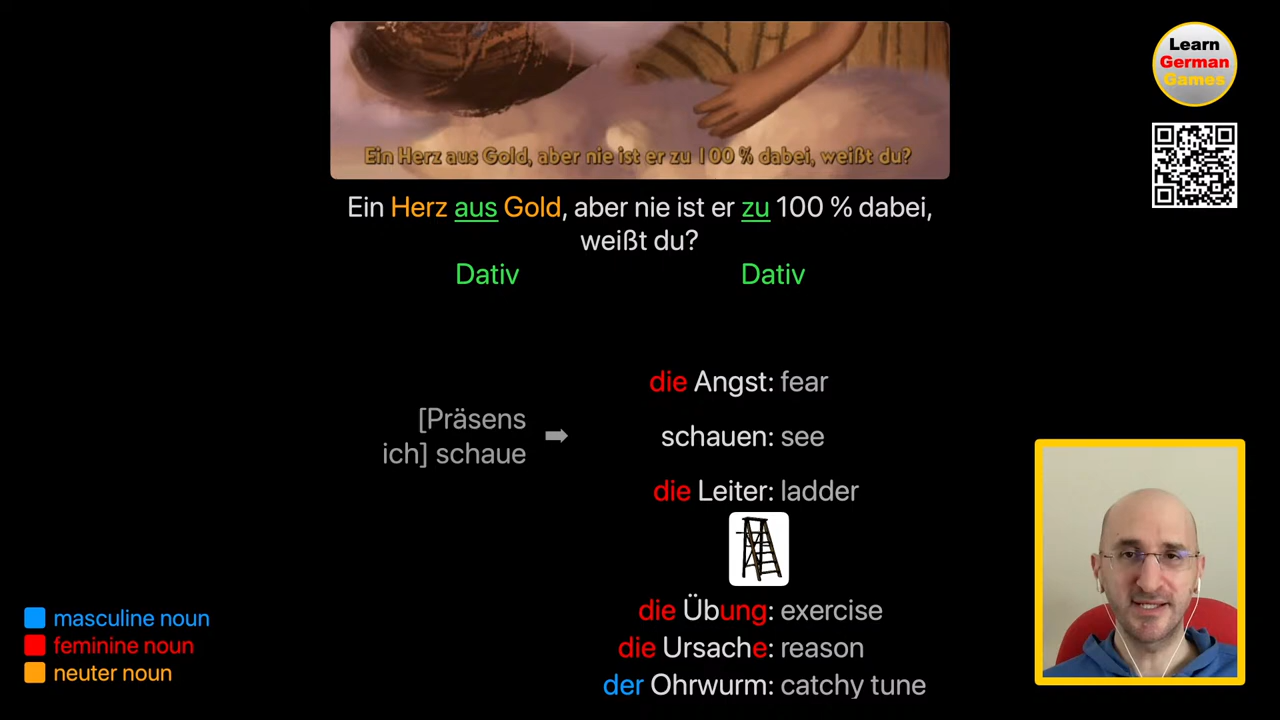 Learn
German
Games
Ein Herz aus Gold, aber nie ist er zu 100 % dabei, weißt du?
Ein Herz aus Gold, aber nie ist er zu 100 % dabei,
weißt du?
Dativ Dativ
die Angst: fear
[Präsens
ich] schaue ➡ schauen: see
die Leiter: ladder
die Übung: exercise
die Ursache: reason
der Ohrwurm: catchy tune
masculine noun
feminine noun
neuter noun